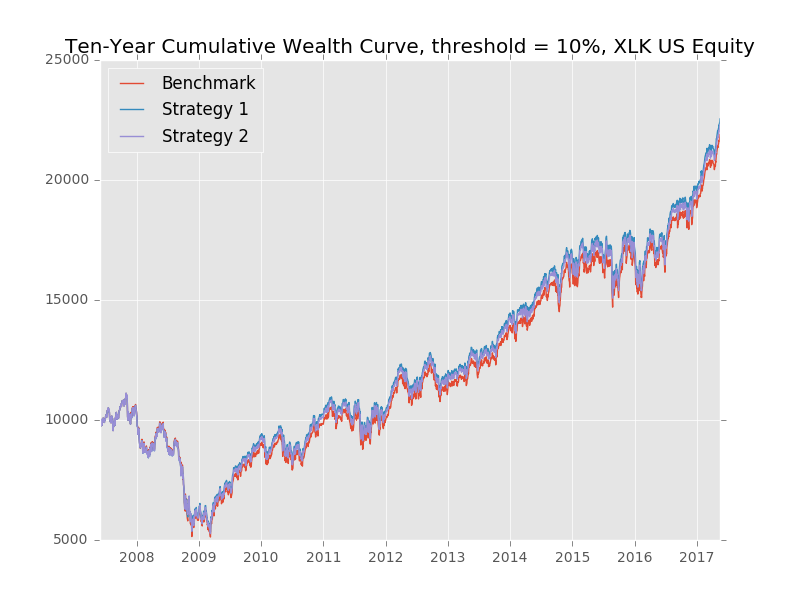 Ten-Year Cumulative Wealth Curve, threshold = 10%, XLK US Equity
25000
Benchmark
Strategy 1
Strategy 2
20000
15000
10000
5000
2008 2009 2010 2011 2012 2013 2014 2015 2016 2017